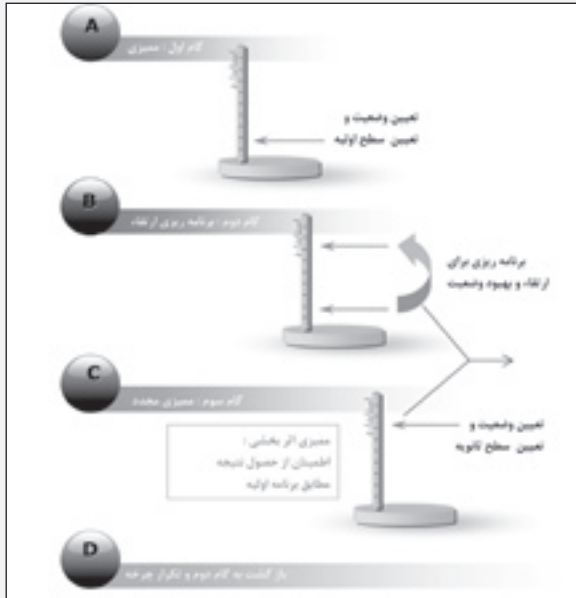 A
گام اول : ممیزی
تعیین وضعیت و
تعیین سطح اولیه
B
گام دوم : برنامه ریزی ارتقاء
برنامه ریزی برای
ارتقاء و بهبود وضعیت
C
گام سوم : ممیزی مجدد
تعیین وضعیت و
تعیین سطح ثانویه
ممیزی اثر بخشی :
اطمینان از حصول نتیجه
مطابق برنامه اولیه
D
باز گشت به گام دوم و تکرار چرخه